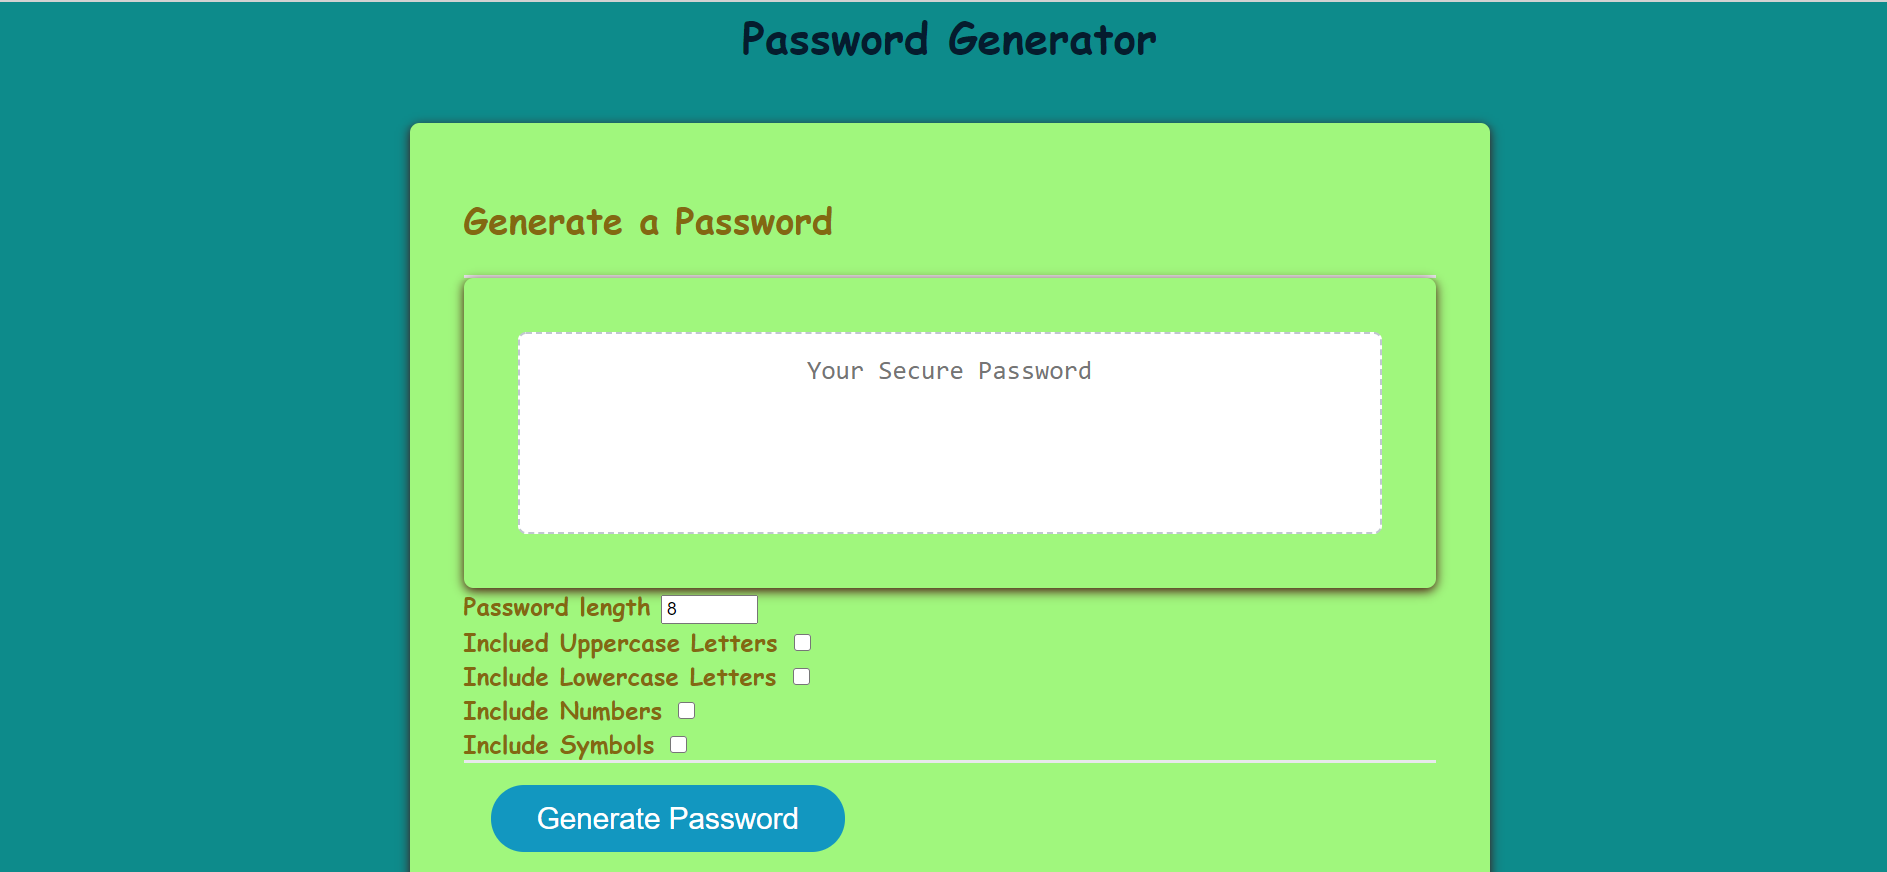 Password Generator
Generate a Password
Your Secure Password
Password length 8
Inclued Uppercase Letters
Include Lowercase Letters
Include Numbers
Include Symbols
Generate Password